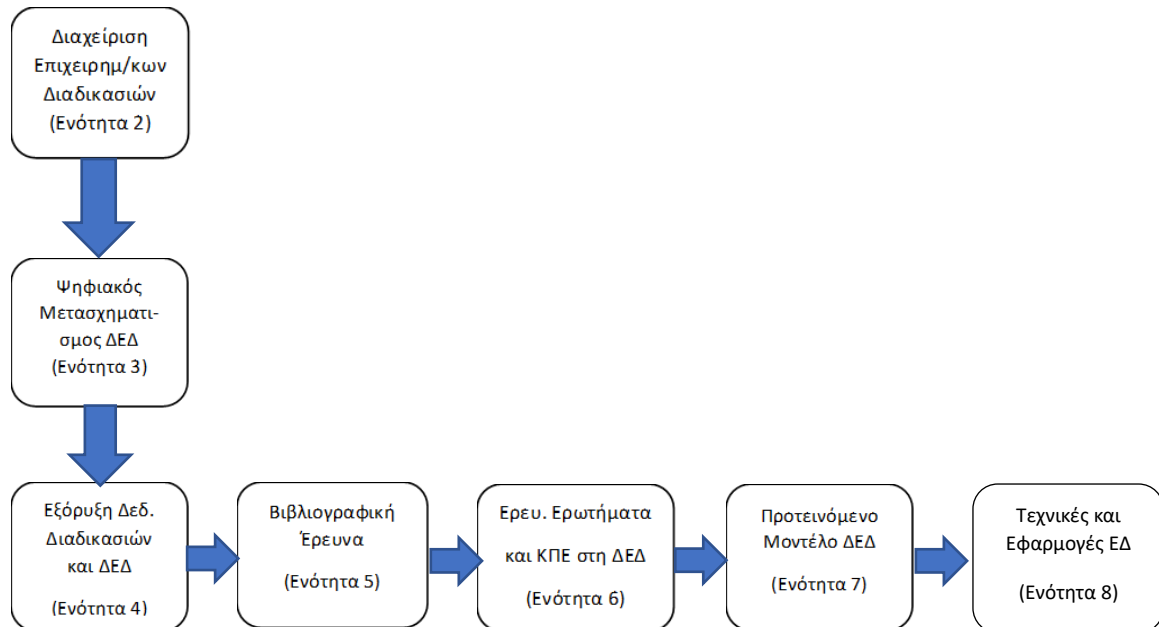 Διαχείριση
Επιχειρημ/κων
Διαδικασιών
(Ενότητα 2)
Ψηφιακός
Μετασχηματι-
σμος ΔΕΔ
(Ενότητα 3)
Εξόρυξη Δεδ.
Διαδικασιών
και ΔΕΔ
(Ενότητα 4)
Βιβλιογραφική
Έρευνα
(Ενότητα 5)
Ερευ. Ερωτήματα
και ΚΠΕ στη ΔΕΔ
(Ενότητα 6)
Προτεινόμενο
Μοντέλο ΔΕΔ
(Ενότητα 7)
Τεχνικές και
Εφαρμογές ΕΔ
(Ενότητα 8)